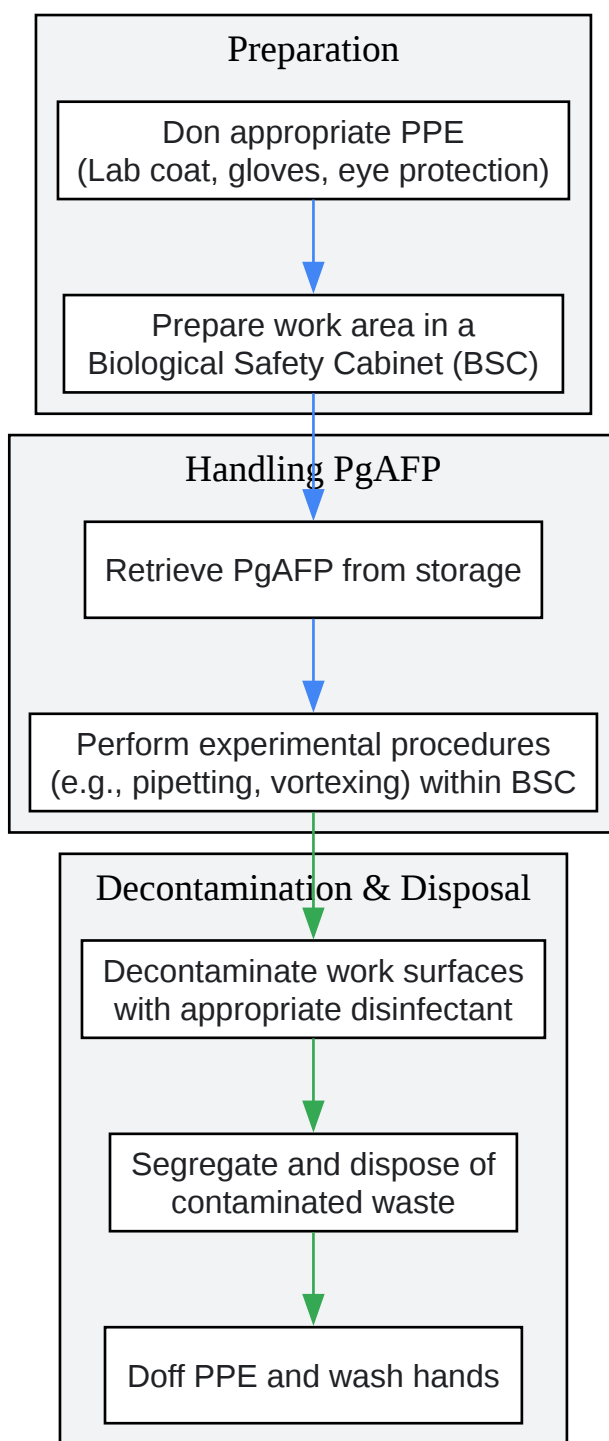 Preparation
Don appropriate PPE
(Lab coat, gloves, eye protection)
Prepare work area in a
Biological Safety Cabinet (BSC)
Handling PgAFP
Retrieve PgAFP from storage
Perform experimental procedures
(e.g., pipetting, vortexing) within BSC
Decontamination & Disposal
Decontaminate work surfaces
with appropriate disinfectant
Segregate and dispose of
contaminated waste
Doff PPE and wash hands